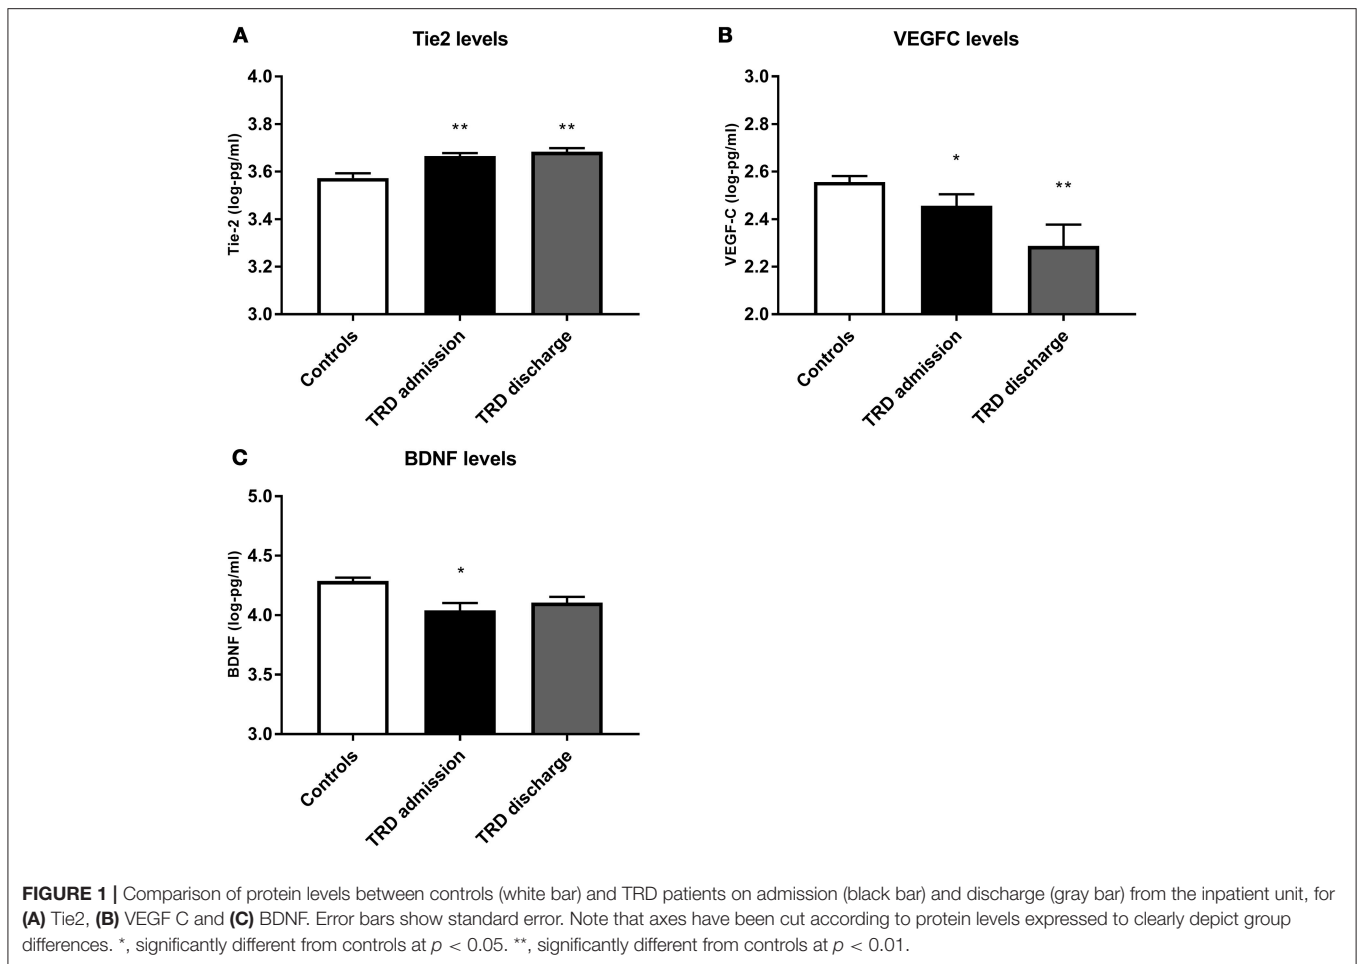 A
Tie2 levels
Tie-2 (log-pg/ml)
4.0
3.8
3.6
3.4
3.2
3.0
**
**
Controls
TRD admission
TRD discharge
B
VEGFC levels
VEGF-C (log-pg/ml)
3.0
2.8
2.6
2.4
2.2
2.0
*
**
Controls
TRD admission
TRD discharge
C
BDNF levels
BDNF (log-pg/ml)
5.0
4.5
4.0
3.5
3.0
*
Controls
TRD admission
TRD discharge
FIGURE 1 | Comparison of protein levels between controls (white bar) and TRD patients on admission (black bar) and discharge (gray bar) from the inpatient unit, for
(A) Tie2, (B) VEGF C and (C) BDNF. Error bars show standard error. Note that axes have been cut according to protein levels expressed to clearly depict group
differences. *, significantly different from controls at p < 0.05. **, significantly different from controls at p < 0.01.